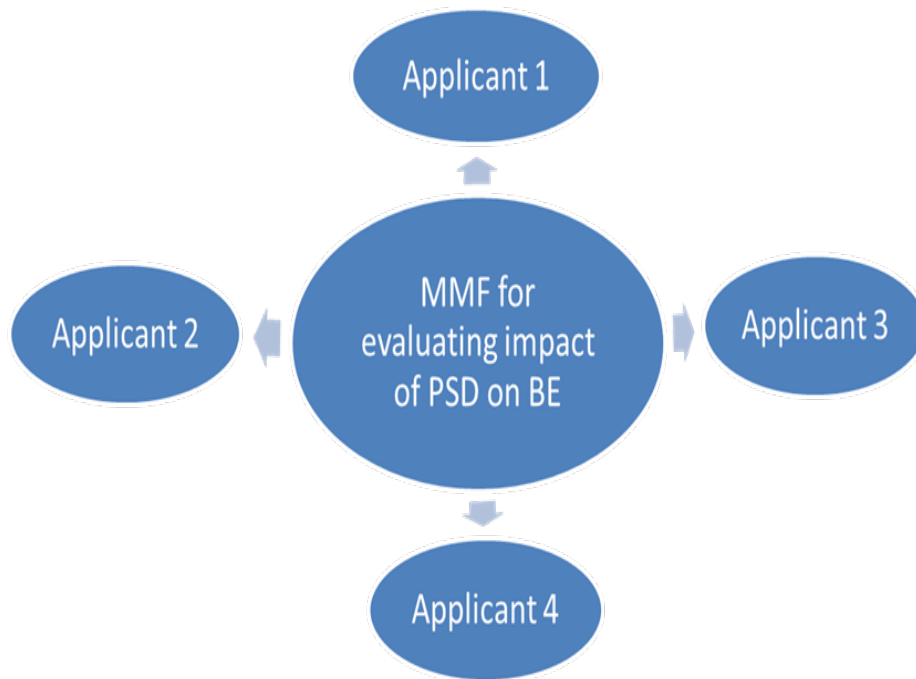 Applicant 1
MMF for
evaluating impact
of PSD on BE
Applicant 2
Applicant 3
Applicant 4